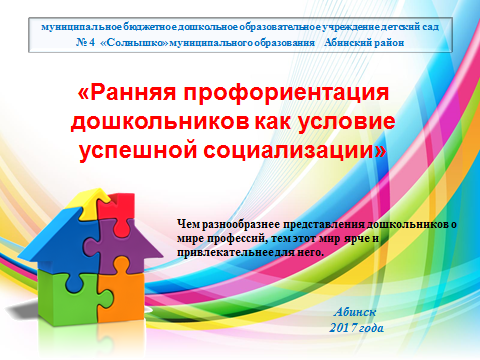 муниципальное бюджетное дошкольное образовательное учреждение детский сад
№ 4 «Солнышко» муниципального образования Абинский район
«Ранняя профориентация
дошкольников как условие
успешной социализации»
Чем разнообразнее представления дошкольников о
мире профессий, тем этот мир ярче и
привлекательнее для него.
Абинск
2017 года